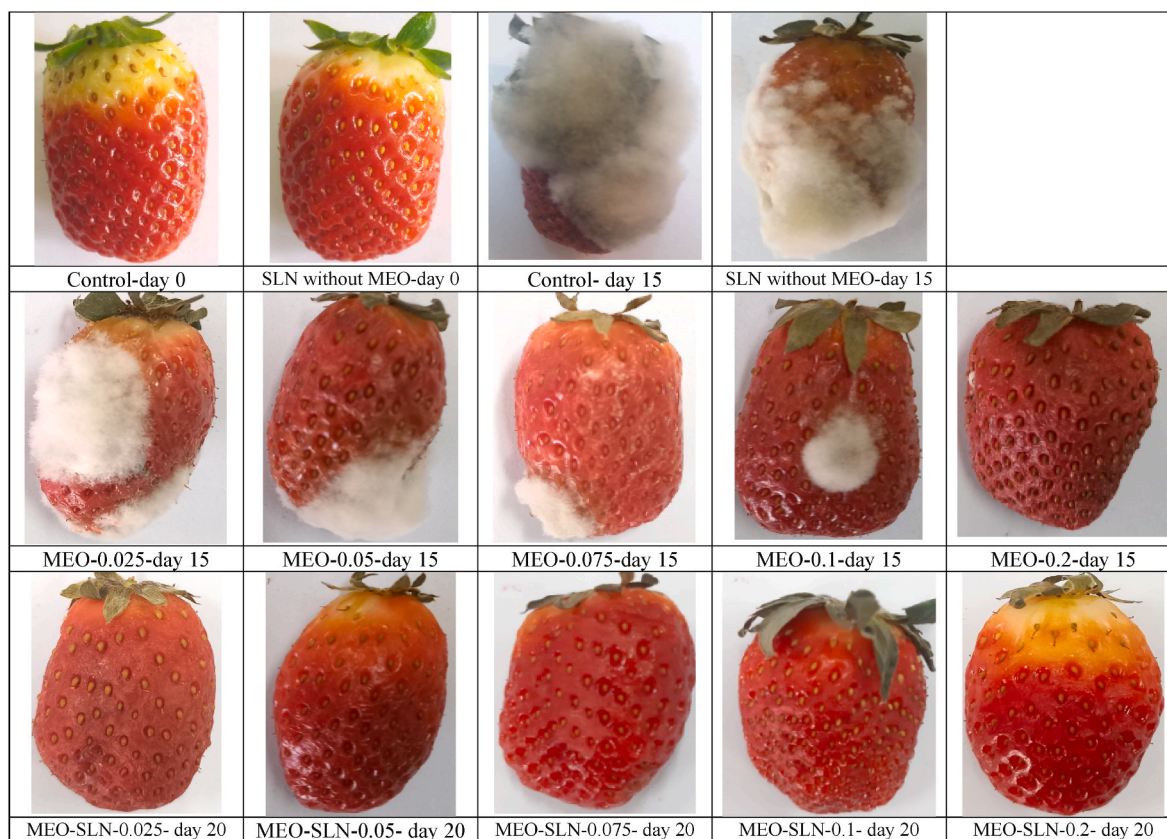 Control-day 0
SLN without MEO-day 0
Control- day 15
SLN without MEO-day 15
MEO-0.025-day 15
MEO-0.05-day 15
MEO-0.075-day 15
MEO-0.1-day 15
MEO-0.2-day 15
MEO-SLN-0.025- day 20
MEO-SLN-0.05- day 20
MEO-SLN-0.075- day 20
MEO-SLN-0.1- day 20
MEO-SLN-0.2- day 20